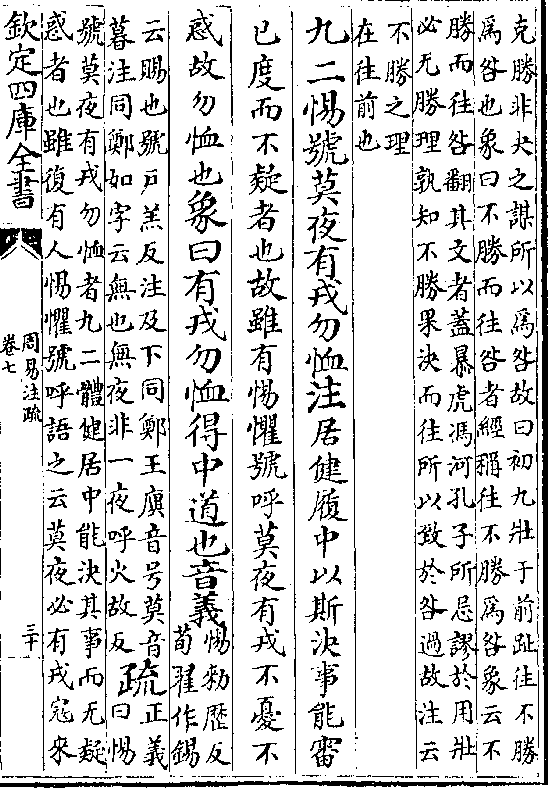 克勝非夬之謀所以爲咎故曰初九壯于前趾往不勝
爲咎也象曰不勝而往咎者經稱往不勝爲咎象云不
勝而往咎翻其文者蓋暴虎馮河孔子所忌謬於用壯
必无勝理孰知不勝果決而往所以致於咎過故注云
不勝之理
在往前也
九二惕號莫夜有戎勿恤注居健履中以斯決事能審
已度而不疑者也故雖有惕懼號呼莫夜有戎不憂不
惑故勿恤也象曰有戎勿恤得中道也音義惕勑歷反
荀翟作錫
云賜也號戸羔反注及下同鄭王廙音号莫音
暮注同鄭如字云無也無夜非一夜呼火故反
疏正義
曰惕
號莫夜有戎勿恤者九二體健居中能決其事而无疑
惑者也雖復有人惕懼號呼語之云莫夜必有戎寇來
欽定四庫全書
周易注疏
卷七
三十